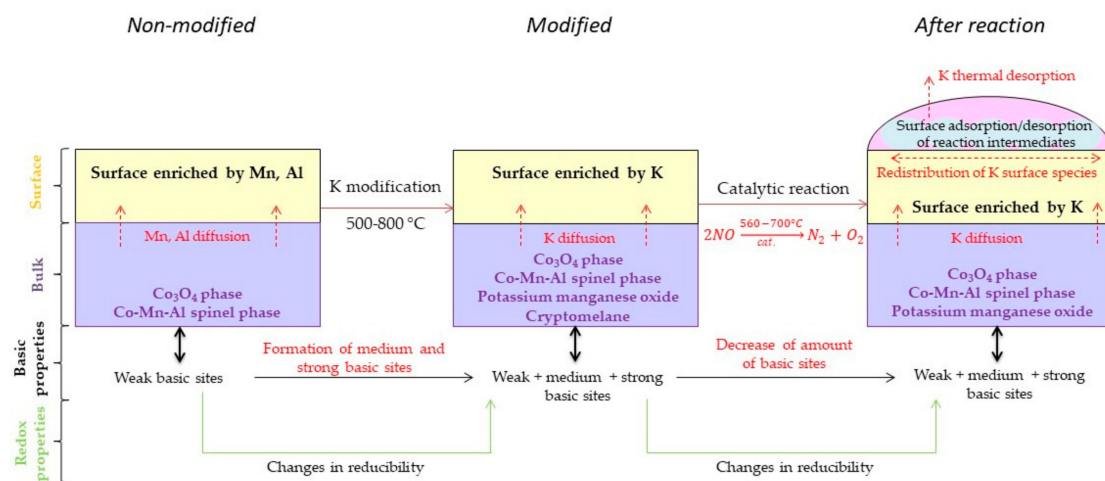 Non-modified
Modified
After reaction
K thermal desorption
Surface adsorption/desorption
of reaction intermediates
Redistribution of K surface species
Surface
Surface enriched by Mn, Al
K modification
500-800 °C
Surface enriched by K
Catalytic reaction
Surface enriched by K
Mn, Al diffusion
K diffusion
2NO 560–700°C cat. N₂ + O₂
K diffusion
Bulk
Co₃O₄ phase
Co-Mn-Al spinel phase
Co₃O₄ phase
Co-Mn-Al spinel phase
Potassium manganese oxide
Cryptomelane
Co₃O₄ phase
Co-Mn-Al spinel phase
Potassium manganese oxide
Basic
properties
Weak basic sites
Formation of medium and
strong basic sites
Weak + medium + strong
basic sites
Decrease of amount
of basic sites
Weak + medium + strong
basic sites
Redox
properties
Changes in reducibility
Changes in reducibility